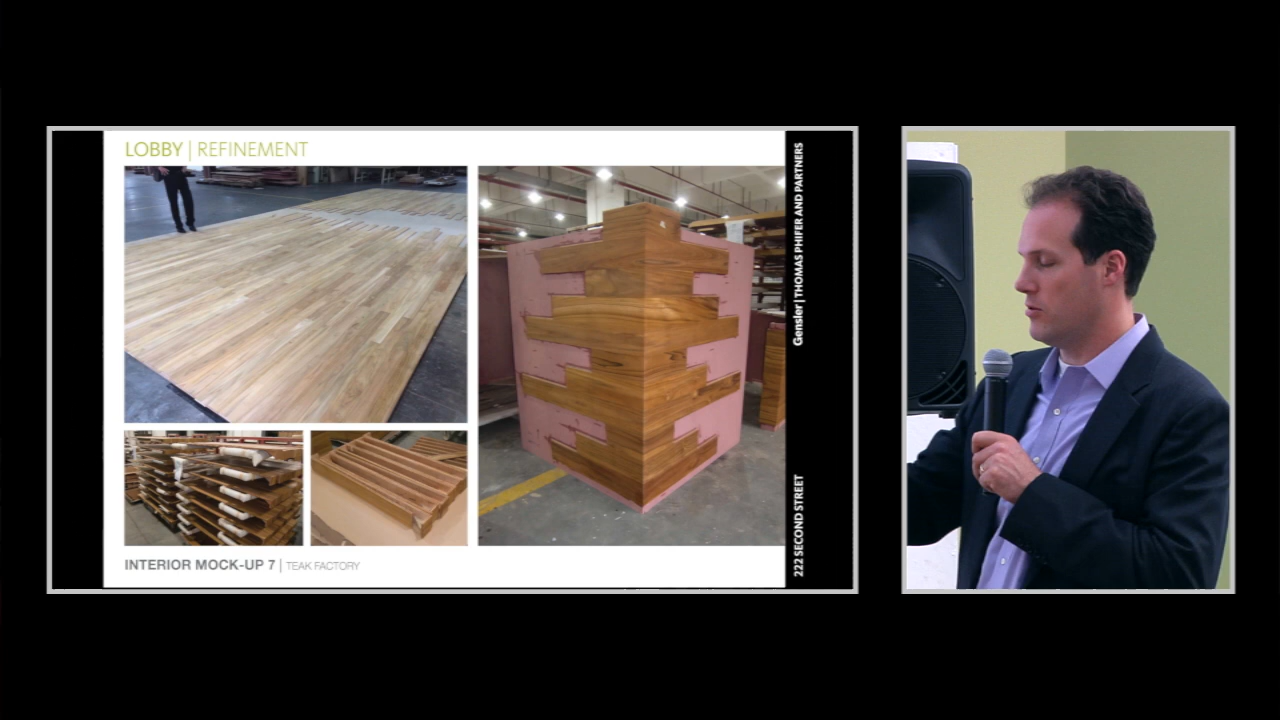 LOBBY | REFINEMENT
Gensler | THOMAS PHIFER AND PARTNERS
222 SECOND STREET
INTERIOR MOCK-UP 7 | TEAK FACTORY